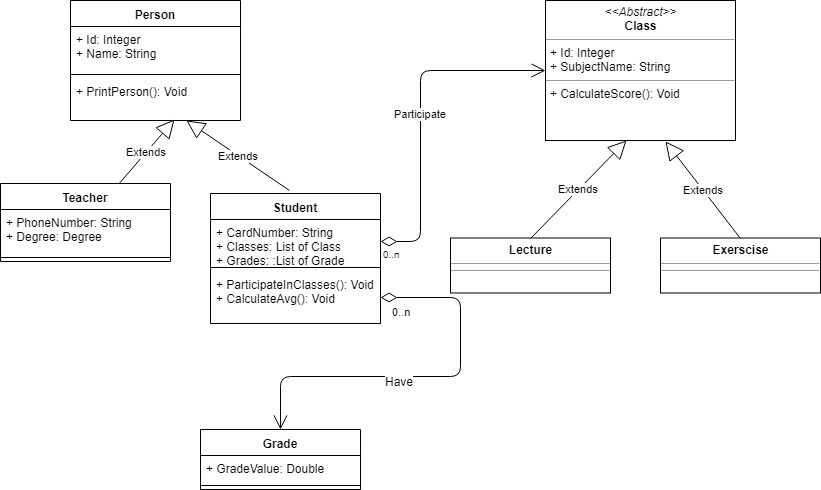 Person
+ Id: Integer
+ Name: String
+ PrintPerson(): Void
<<Abstract>>
Class
+ Id: Integer
+ SubjectName: String
+ CalculateScore(): Void
Participate
Extends
Extends
Extends
Extends
Teacher
+ PhoneNumber: String
+ Degree: Degree
Student
+ CardNumber: String
+ Classes: List of Class
+ Grades: :List of Grade
+ ParticipateInClasses(): Void
+ CalculateAvg(): Void
0..n
0..n
Lecture
Exerscise
Have
Grade
+ GradeValue: Double